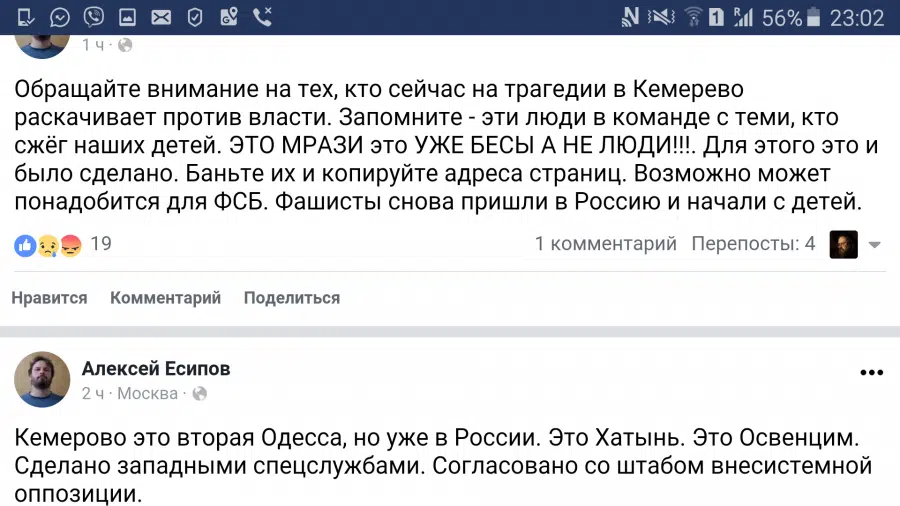 56% 23:02
1 ч ·
Обращайте внимание на тех, кто сейчас на трагедии в Кемерево
раскачивает против власти. Запомните - эти люди в команде с теми, кто
сжёг наших детей. ЭТО МРАЗИ это УЖЕ БЕСЫ А НЕ ЛЮДИ!!!. Для этого это и
было сделано. Баньте их и копируйте адреса страниц. Возможно может
понадобится для ФСБ. Фашисты снова пришли в Россию и начали с детей.
19 1 комментарий Перепосты: 4
Нравится Комментарий Поделиться
Алексей Есипов
2 ч · Москва ·
Кемерово это вторая Одесса, но уже в России. Это Хатынь. Это Освенцим.
Сделано западными спецслужбами. Согласовано со штабом внесистемной
оппозиции.